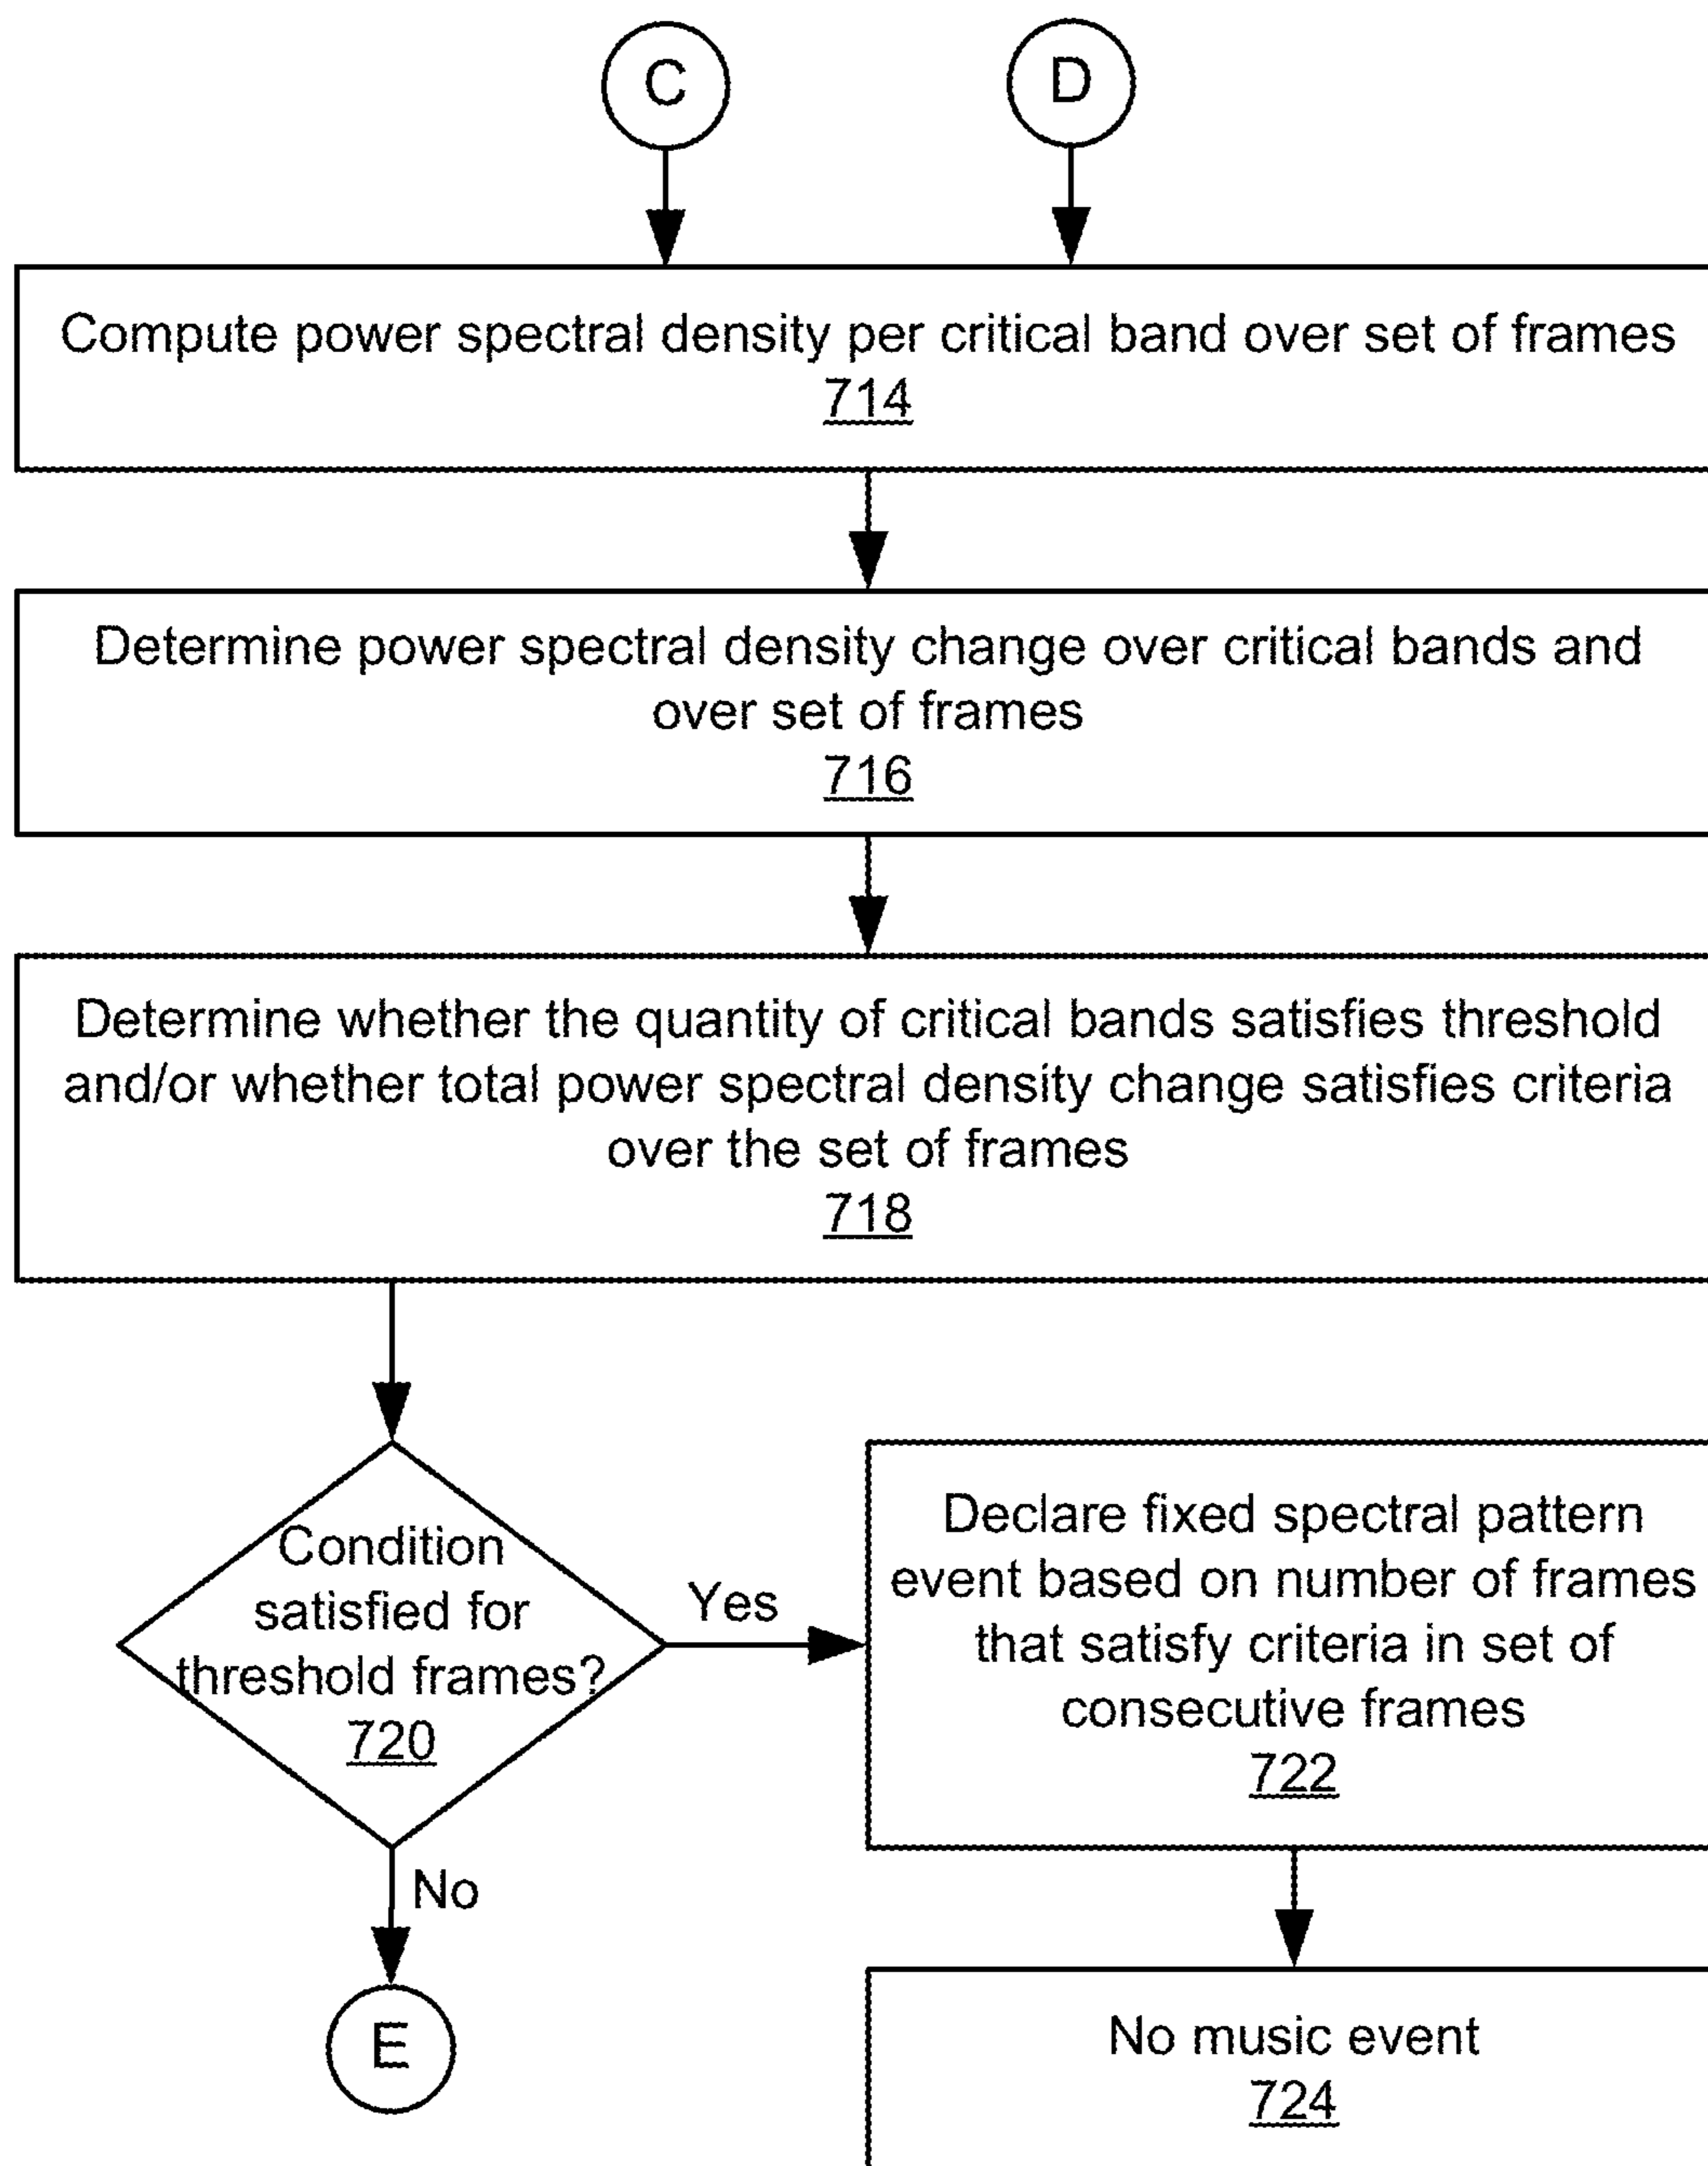 C
D
Compute power spectral density per critical band over set of frames
714
Determine power spectral density change over critical bands and
over set of frames
716
Determine whether the quantity of critical bands satisfies threshold
and/or whether total power spectral density change satisfies criteria
over the set of frames
718
Condition
satisfied for
threshold frames?
720
Yes
No
Declare fixed spectral pattern
event based on number of frames
that satisfy criteria in set of
consecutive frames
722
E
No music event
724